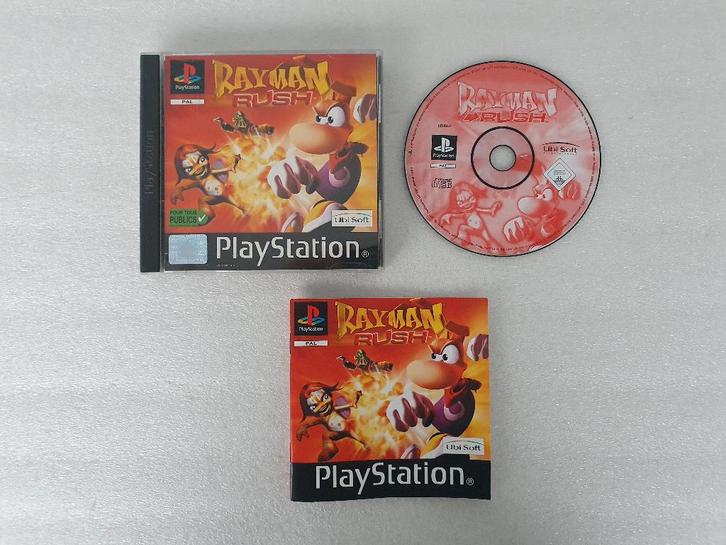 PlayStation
PlayStation
PAL
RAYMAN
RUSH
POUR TOUS
PUBLICS
Ubi Soft
PlayStation®
RAYMAN
RUSH
PlayStation
PAL
Ubi Soft
PlayStation
PAL
RAYMAN
RUSH
Ubi Soft
PlayStation®